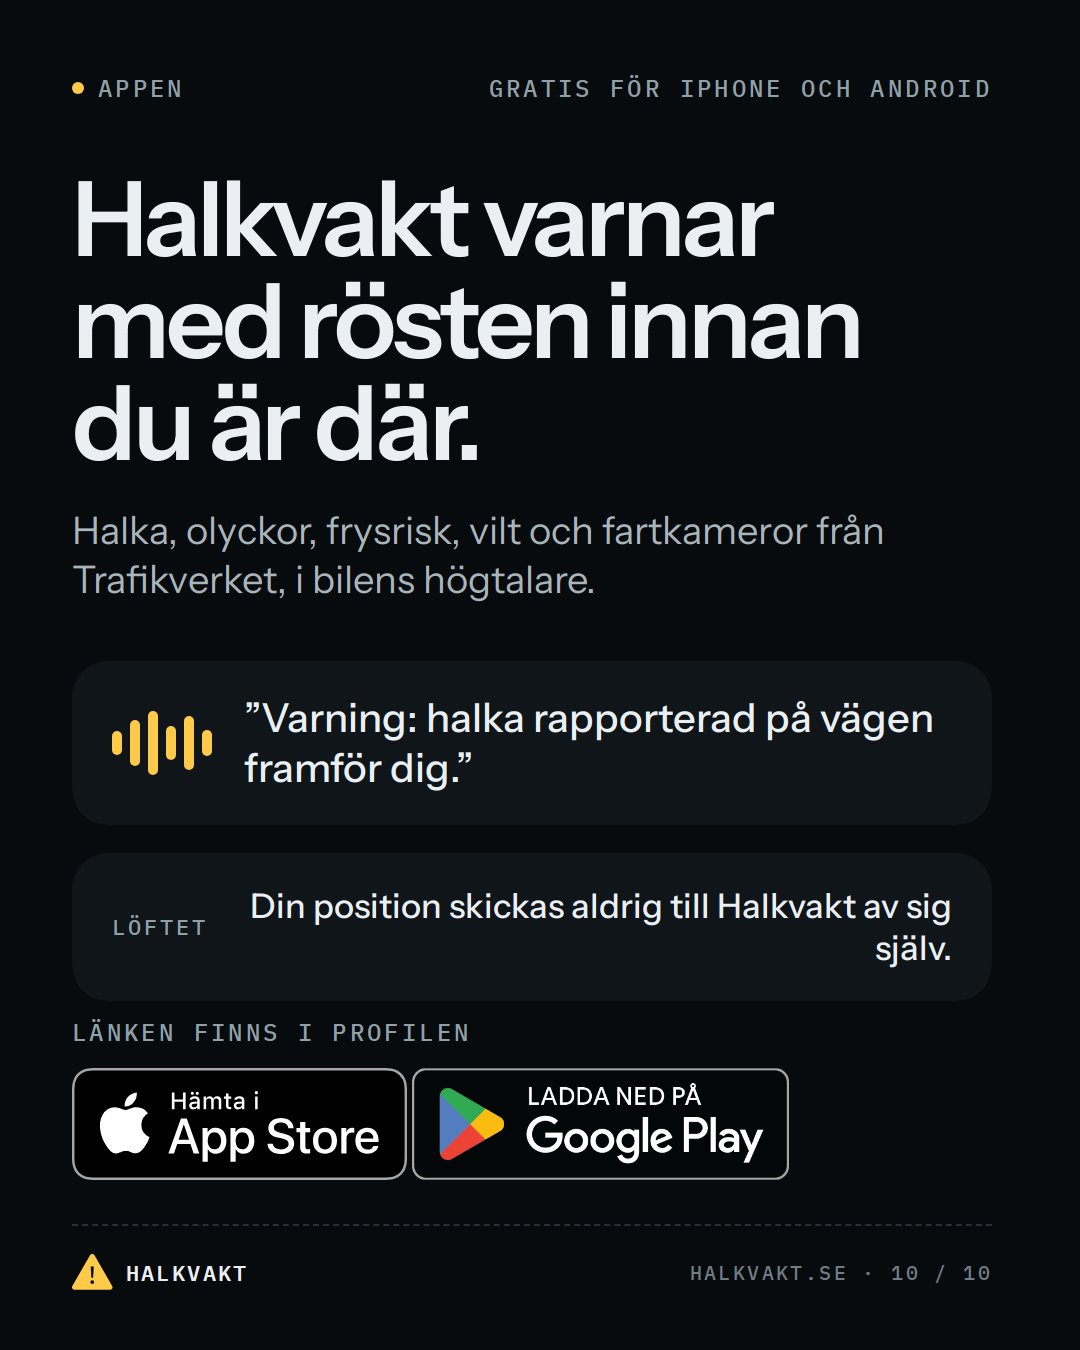 APPEN
GRATIS FÖR IPHONE OCH ANDROID
Halkvakt varnar
med rösten innan
du är där.
Halka, olyckor, frysrisk, vilt och fartkameror från
Trafikverket, i bilens högtalare.
”Varning: halka rapporterad på vägen
framför dig.”
LÖFTET
Din position skickas aldrig till Halkvakt av sig
själv.
LÄNKEN FINNS I PROFILEN
Hämta i
App Store
LADDA NED PÅ
Google Play
HALKVAKT
HALKVAKT.SE · 10 / 10